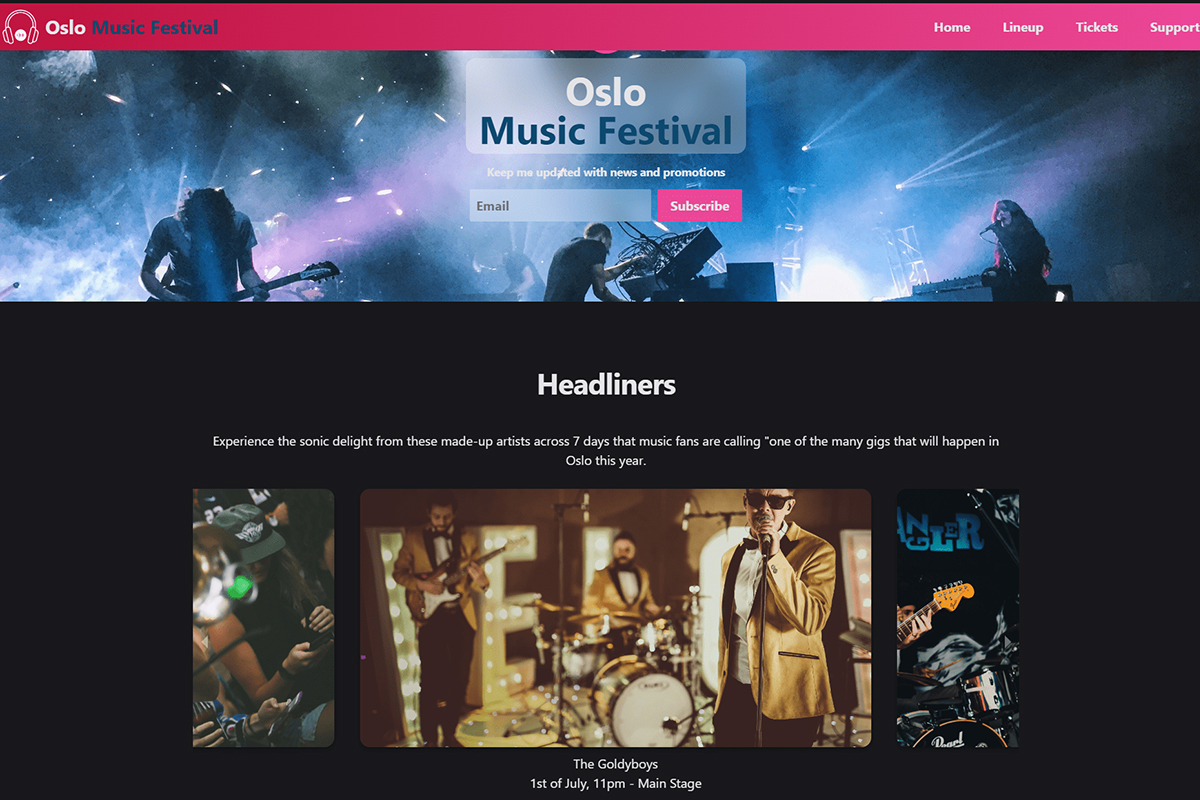 Oslo Music Festival
Home Lineup Tickets Support
Oslo
Music Festival
Keep me updated with news and promotions
Email Subscribe
Headliners
Experience the sonic delight from these made-up artists across 7 days that music fans are calling "one of the many gigs that will happen in
Oslo this year.
ANGLER
Pearl
The Goldyboys
1st of July, 11pm - Main Stage